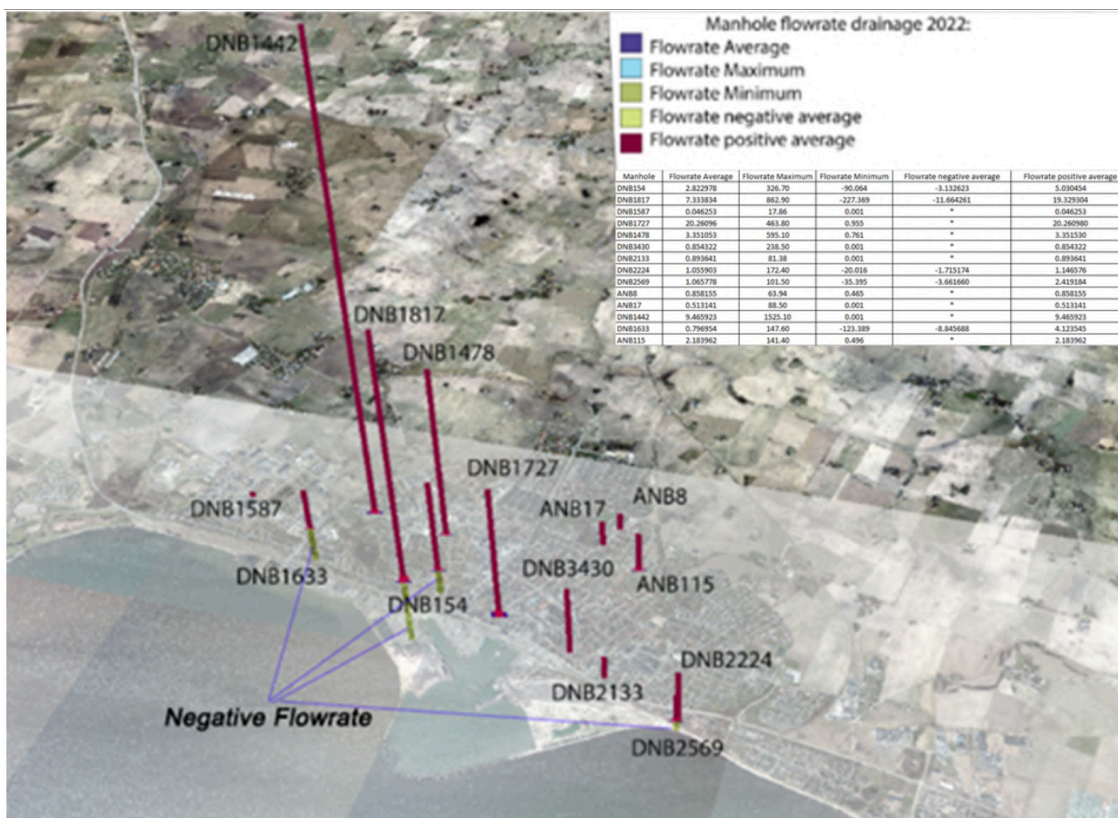 Manhole flowrate drainage 2022:
Flowrate Average
Flowrate Maximum
Flowrate Minimum
Flowrate negative average
Flowrate positive average
Manhole Flowrate Average Flowrate Maximum Flowrate Minimum Flowrate negative average Flowrate positive average
DNB154 2.822978 326.70 -90.064 -3.132623 5.030454
DNB1817 7.333834 862.90 -227.369 -11.664261 19.329304
DNB1587 0.046253 17.86 0.001 * 0.046253
DNB1727 20.26096 463.80 0.955 * 20.260980
DNB1478 3.351053 595.10 0.761 * 3.351530
DNB3430 0.854322 238.50 0.001 * 0.854322
DNB2133 0.893641 81.38 0.001 * 0.893641
DNB2224 1.055903 172.40 -20.016 -1.715174 1.146576
DNB2569 1.065778 101.50 -35.395 -3.661660 2.419184
ANB8 0.858155 63.94 0.465 * 0.858155
ANB17 0.513141 88.50 0.001 * 0.513141
DNB1442 9.465923 1525.10 0.001 * 9.465923
DNB1633 0.796954 147.60 -123.389 -8.845688 4.123545
ANB115 2.183962 141.40 0.496 * 2.183962
DNB1442
DNB1817
DNB1478
DNB1727
DNB1587
ANB17
ANB8
DNB1633
DNB3430
ANB115
DNB154
DNB2224
DNB2133
Negative Flowrate
DNB2569